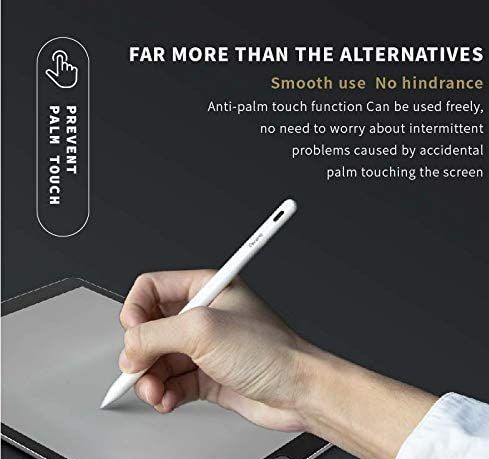 FAR MORE THAN THE ALTERNATIVES
Smooth use No hindrance
Anti-palm touch function Can be used freely,
no need to worry about intermittent
problems caused by accidental
palm touching the screen
PREVENT
PALM TOUCH